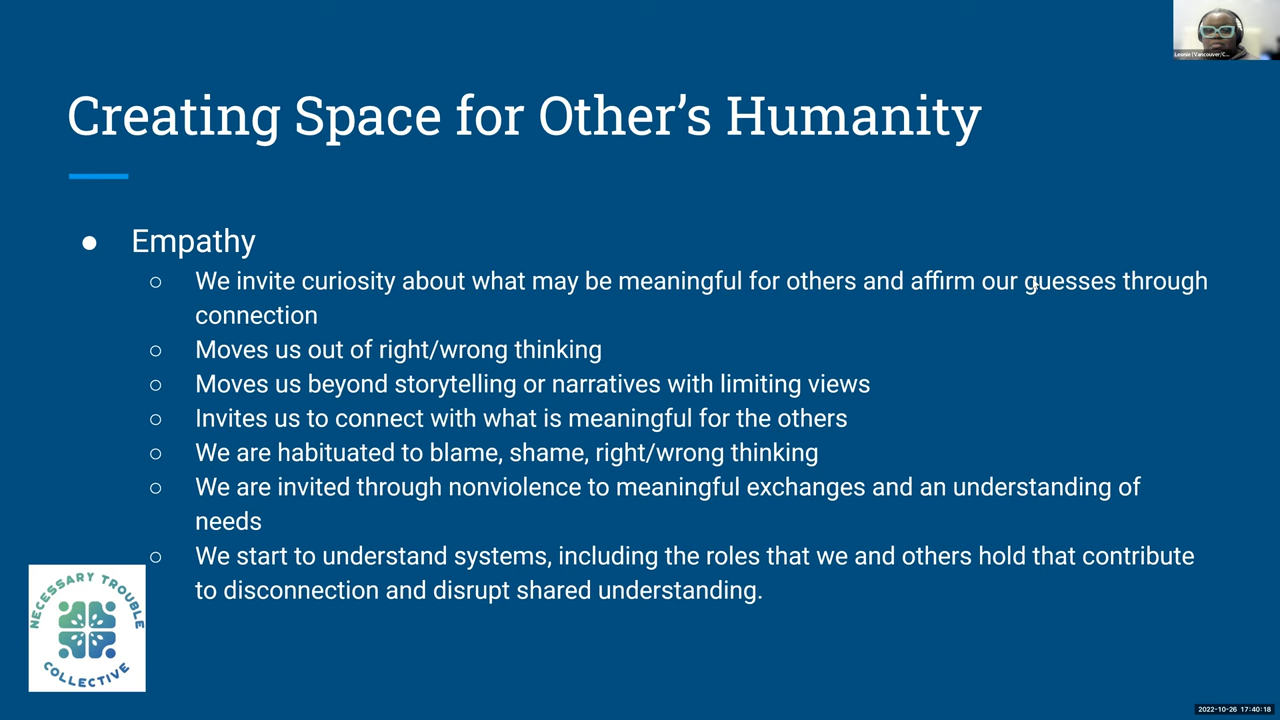 Leonie (Vancouver/C...
Creating Space for Other’s Humanity
● Empathy
○ We invite curiosity about what may be meaningful for others and affirm our guesses through
connection
○ Moves us out of right/wrong thinking
○ Moves us beyond storytelling or narratives with limiting views
○ Invites us to connect with what is meaningful for the others
○ We are habituated to blame, shame, right/wrong thinking
○ We are invited through nonviolence to meaningful exchanges and an understanding of
needs
○ We start to understand systems, including the roles that we and others hold that contribute
to disconnection and disrupt shared understanding.
NECESSARY TROUBLE
COLLECTIVE
2022-10-26 17:40:18